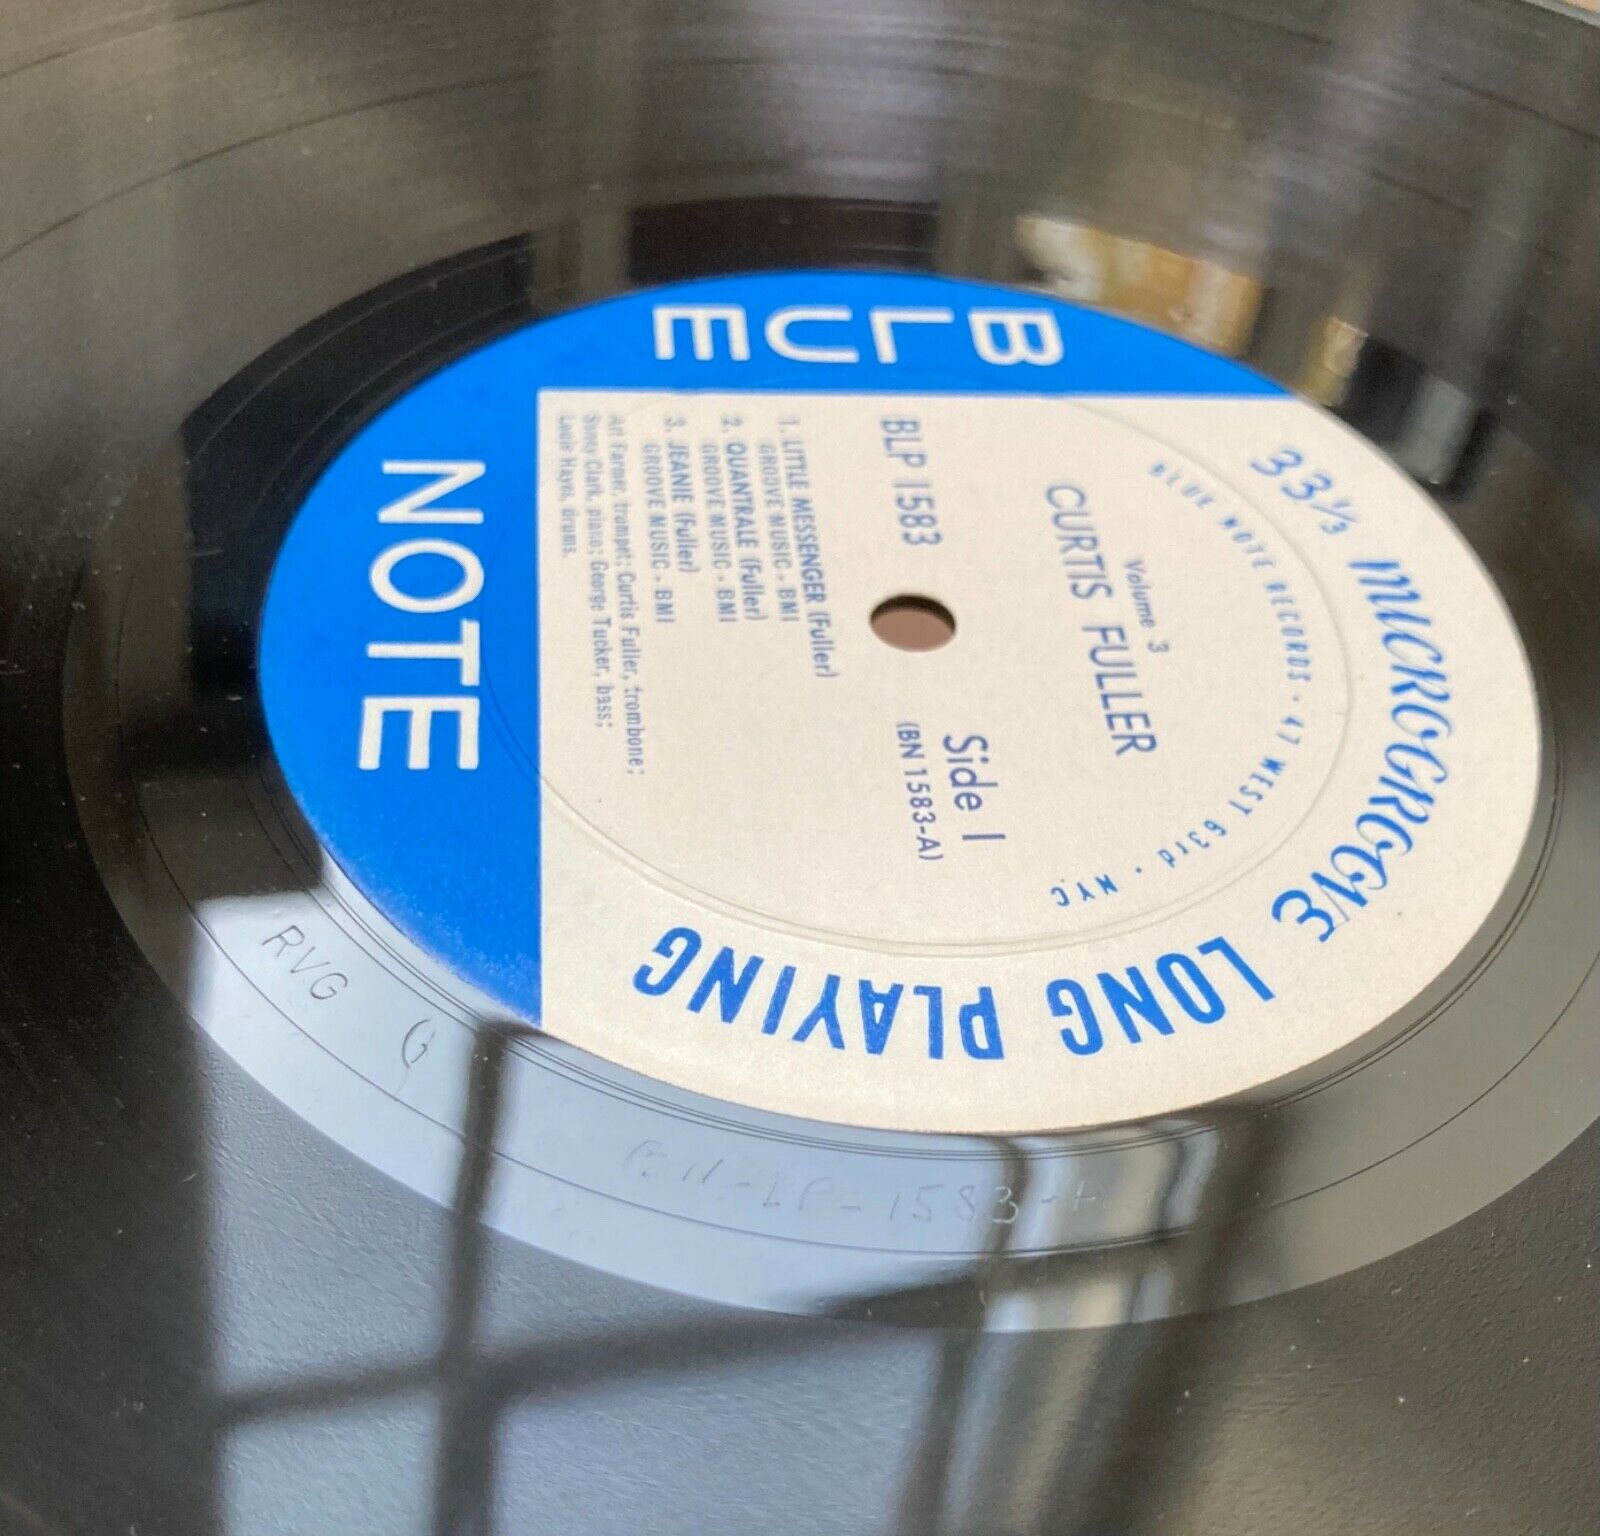 33⅓ MICROGROOVE LONG PLAYING
BLUE NOTE RECORDS · 47 WEST 63rd · NYC
Volume 3
CURTIS FULLER
BLP 1583
Side 1
(BN 1583-A)
1. LITTLE MESSENGER (Fuller)
GROOVE MUSIC - BMI
2. QUANTRALE (Fuller)
GROOVE MUSIC - BMI
3. JEANIE (Fuller)
GROOVE MUSIC - BMI
Art Farmer, trumpet; Curtis Fuller, trombone;
Sonny Clark, piano; George Tucker, bass;
Louis Hayes, drums.
BLUE
NOTE
RVG
BN-LP-1583-A